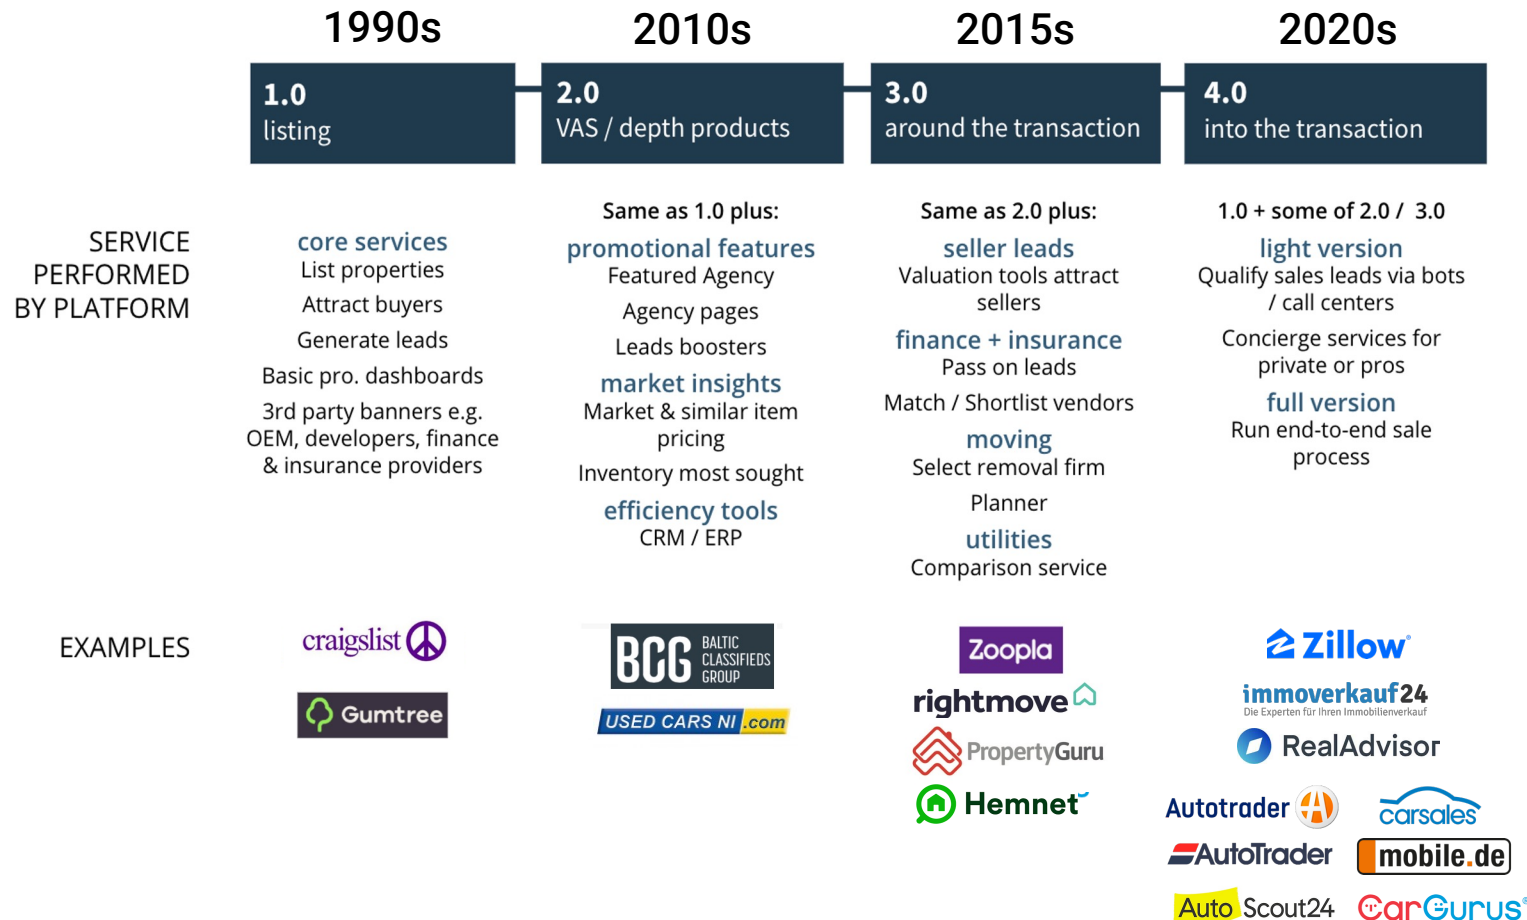 1990s
2010s
2015s
2020s
1.0
listing
2.0
VAS / depth products
3.0
around the transaction
4.0
into the transaction
SERVICE
PERFORMED
BY PLATFORM
core services
List properties
Attract buyers
Generate leads
Basic pro. dashboards
3rd party banners e.g.
OEM, developers, finance
& insurance providers
Same as 1.0 plus:
promotional features
Featured Agency
Agency pages
Leads boosters
market insights
Market & similar item
pricing
Inventory most sought
efficiency tools
CRM / ERP
Same as 2.0 plus:
seller leads
Valuation tools attract
sellers
finance + insurance
Pass on leads
Match / Shortlist vendors
moving
Select removal firm
Planner
utilities
Comparison service
1.0 + some of 2.0 / 3.0
light version
Qualify sales leads via bots
/ call centers
Concierge services for
private or pros
full version
Run end-to-end sale
process
EXAMPLES
craigslist
Gumtree
BCG BALTIC
CLASSIFIEDS
GROUP
USED CARS NI .com
Zoopla
rightmove
PropertyGuru
Hemnet
Zillow
immoverkauf24
Die Experten für Ihren Immobilienverkauf
RealAdvisor
Autotrader
carsales
AutoTrader
mobile.de
AutoScout24
CarGurus